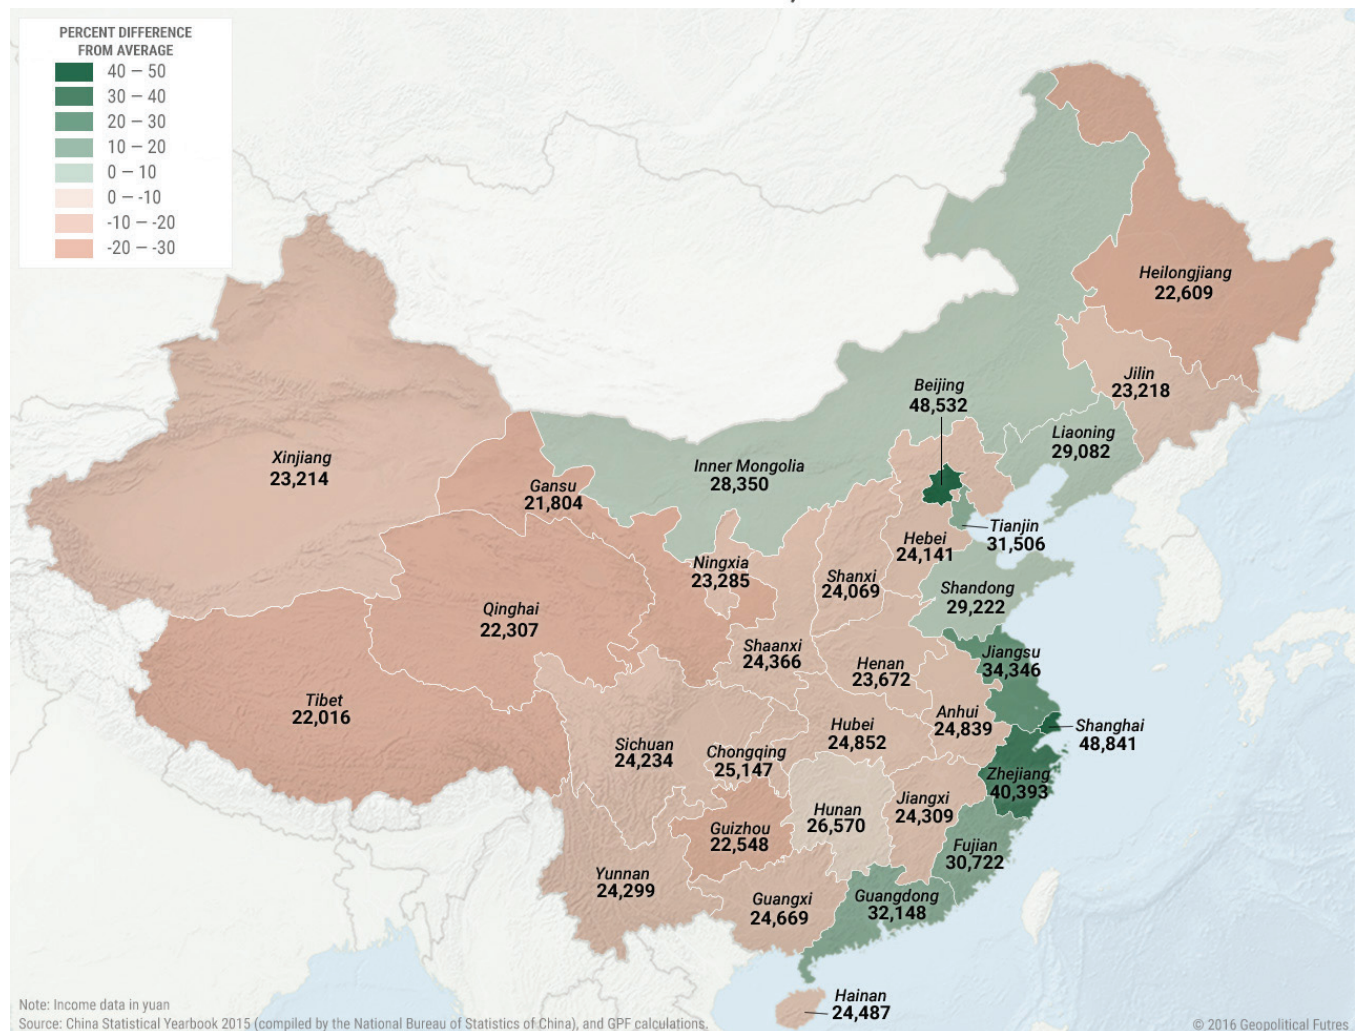 PERCENT DIFFERENCE
FROM AVERAGE
40 — 50
30 — 40
20 — 30
10 — 20
0 — 10
0 — -10
-10 — -20
-20 — -30
Heilongjiang
22,609
Jilin
23,218
Beijing
48,532
Liaoning
29,082
Xinjiang
23,214
Inner Mongolia
28,350
Gansu
21,804
Tianjin
31,506
Hebei
24,141
Ningxia
23,285
Shanxi
24,069
Shandong
29,222
Qinghai
22,307
Shaanxi
24,366
Henan
23,672
Jiangsu
34,346
Tibet
22,016
Anhui
24,839
Hubei
24,852
Shanghai
48,841
Sichuan
24,234
Chongqing
25,147
Zhejiang
40,393
Hunan
26,570
Jiangxi
24,309
Guizhou
22,548
Fujian
30,722
Yunnan
24,299
Guangxi
24,669
Guangdong
32,148
Hainan
24,487
Note: Income data in yuan
Source: China Statistical Yearbook 2015 (compiled by the National Bureau of Statistics of China), and GPF calculations.
© 2016 Geopolitical Futres